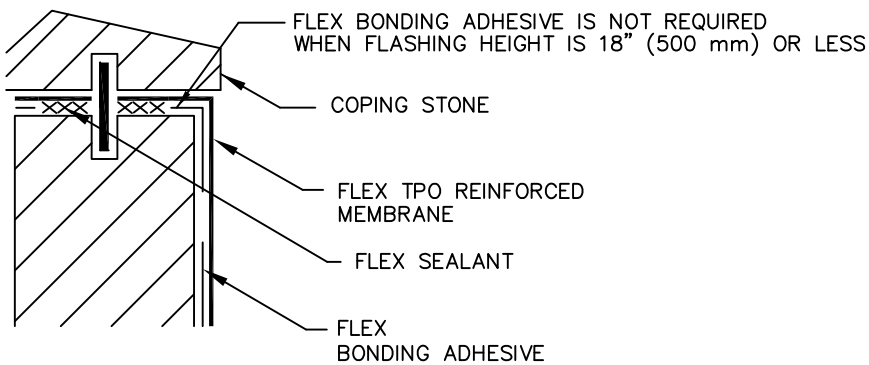 FLEX BONDING ADHESIVE IS NOT REQUIRED
WHEN FLASHING HEIGHT IS 18" (500 mm) OR LESS
COPING STONE
FLEX TPO REINFORCED
MEMBRANE
FLEX SEALANT
FLEX
BONDING ADHESIVE